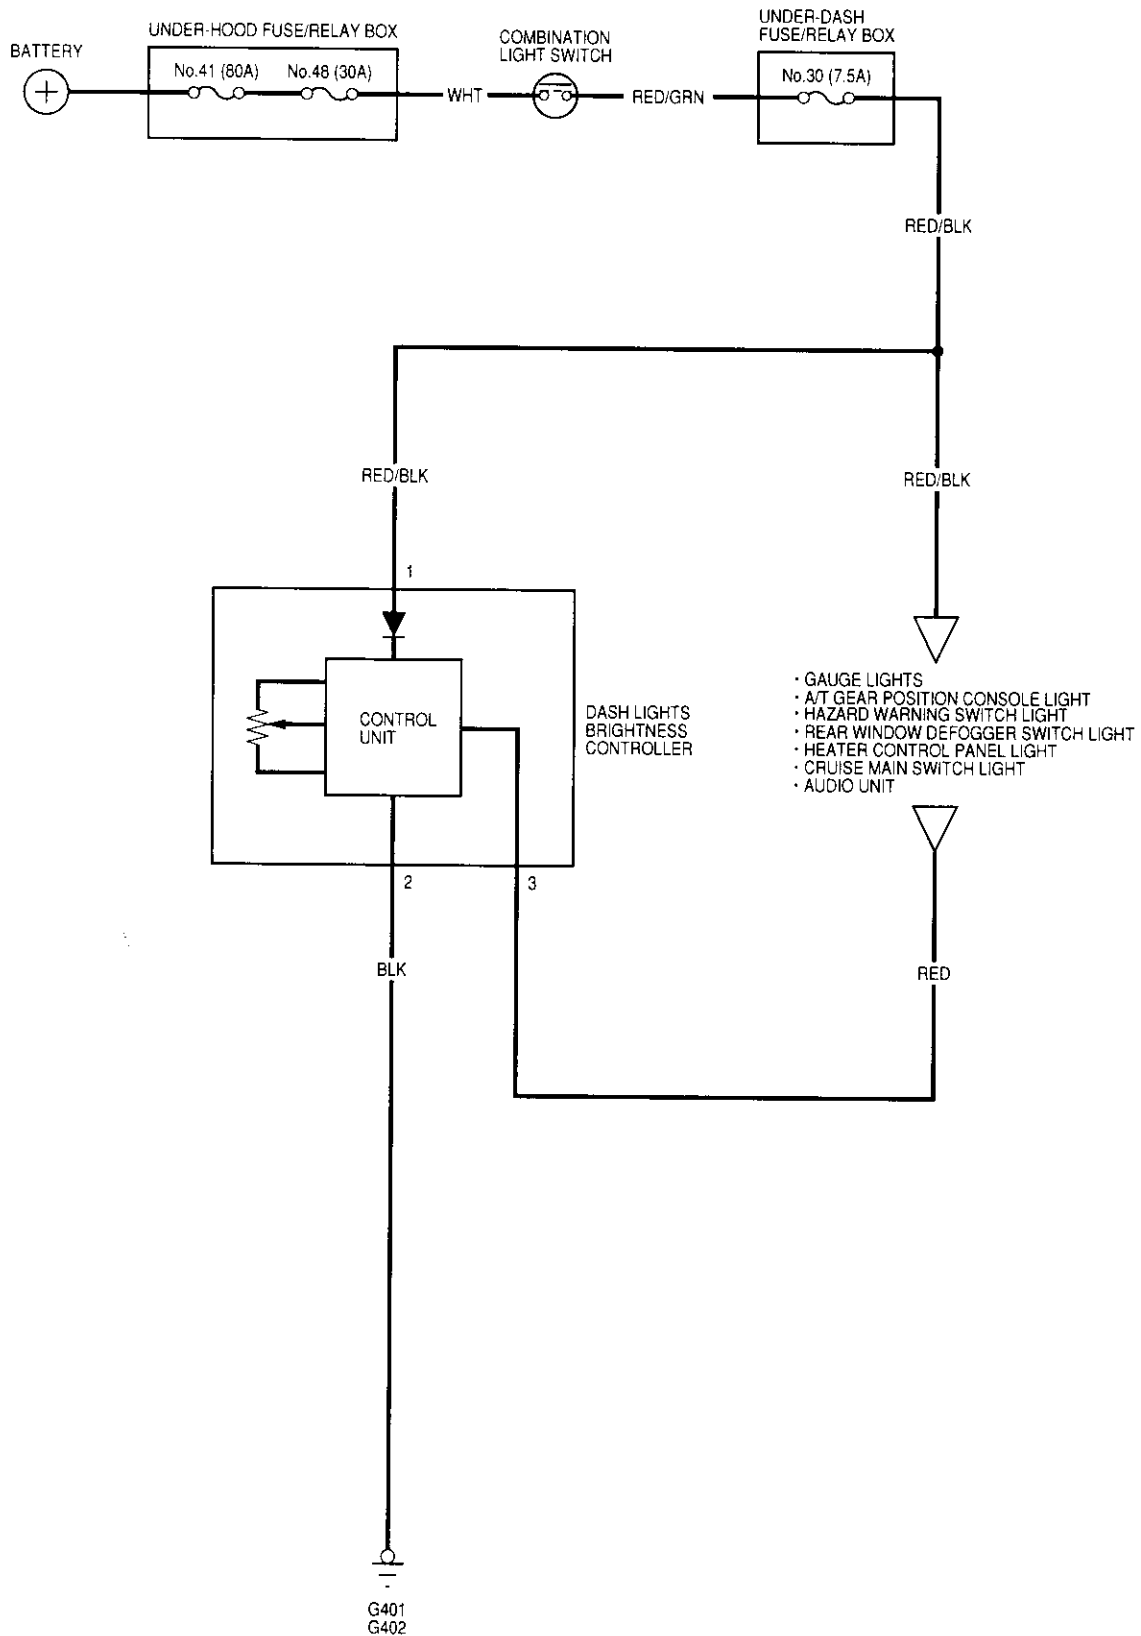 BATTERY
UNDER-HOOD FUSE/RELAY BOX
No.41 (80A)
No.48 (30A)
WHT
COMBINATION
LIGHT SWITCH
RED/GRN
UNDER-DASH
FUSE/RELAY BOX
No.30 (7.5A)
RED/BLK
RED/BLK
RED/BLK
1
CONTROL
UNIT
DASH LIGHTS
BRIGHTNESS
CONTROLLER
· GAUGE LIGHTS
· A/T GEAR POSITION CONSOLE LIGHT
· HAZARD WARNING SWITCH LIGHT
· REAR WINDOW DEFOGGER SWITCH LIGHT
· HEATER CONTROL PANEL LIGHT
· CRUISE MAIN SWITCH LIGHT
· AUDIO UNIT
2
3
BLK
RED
G401
G402